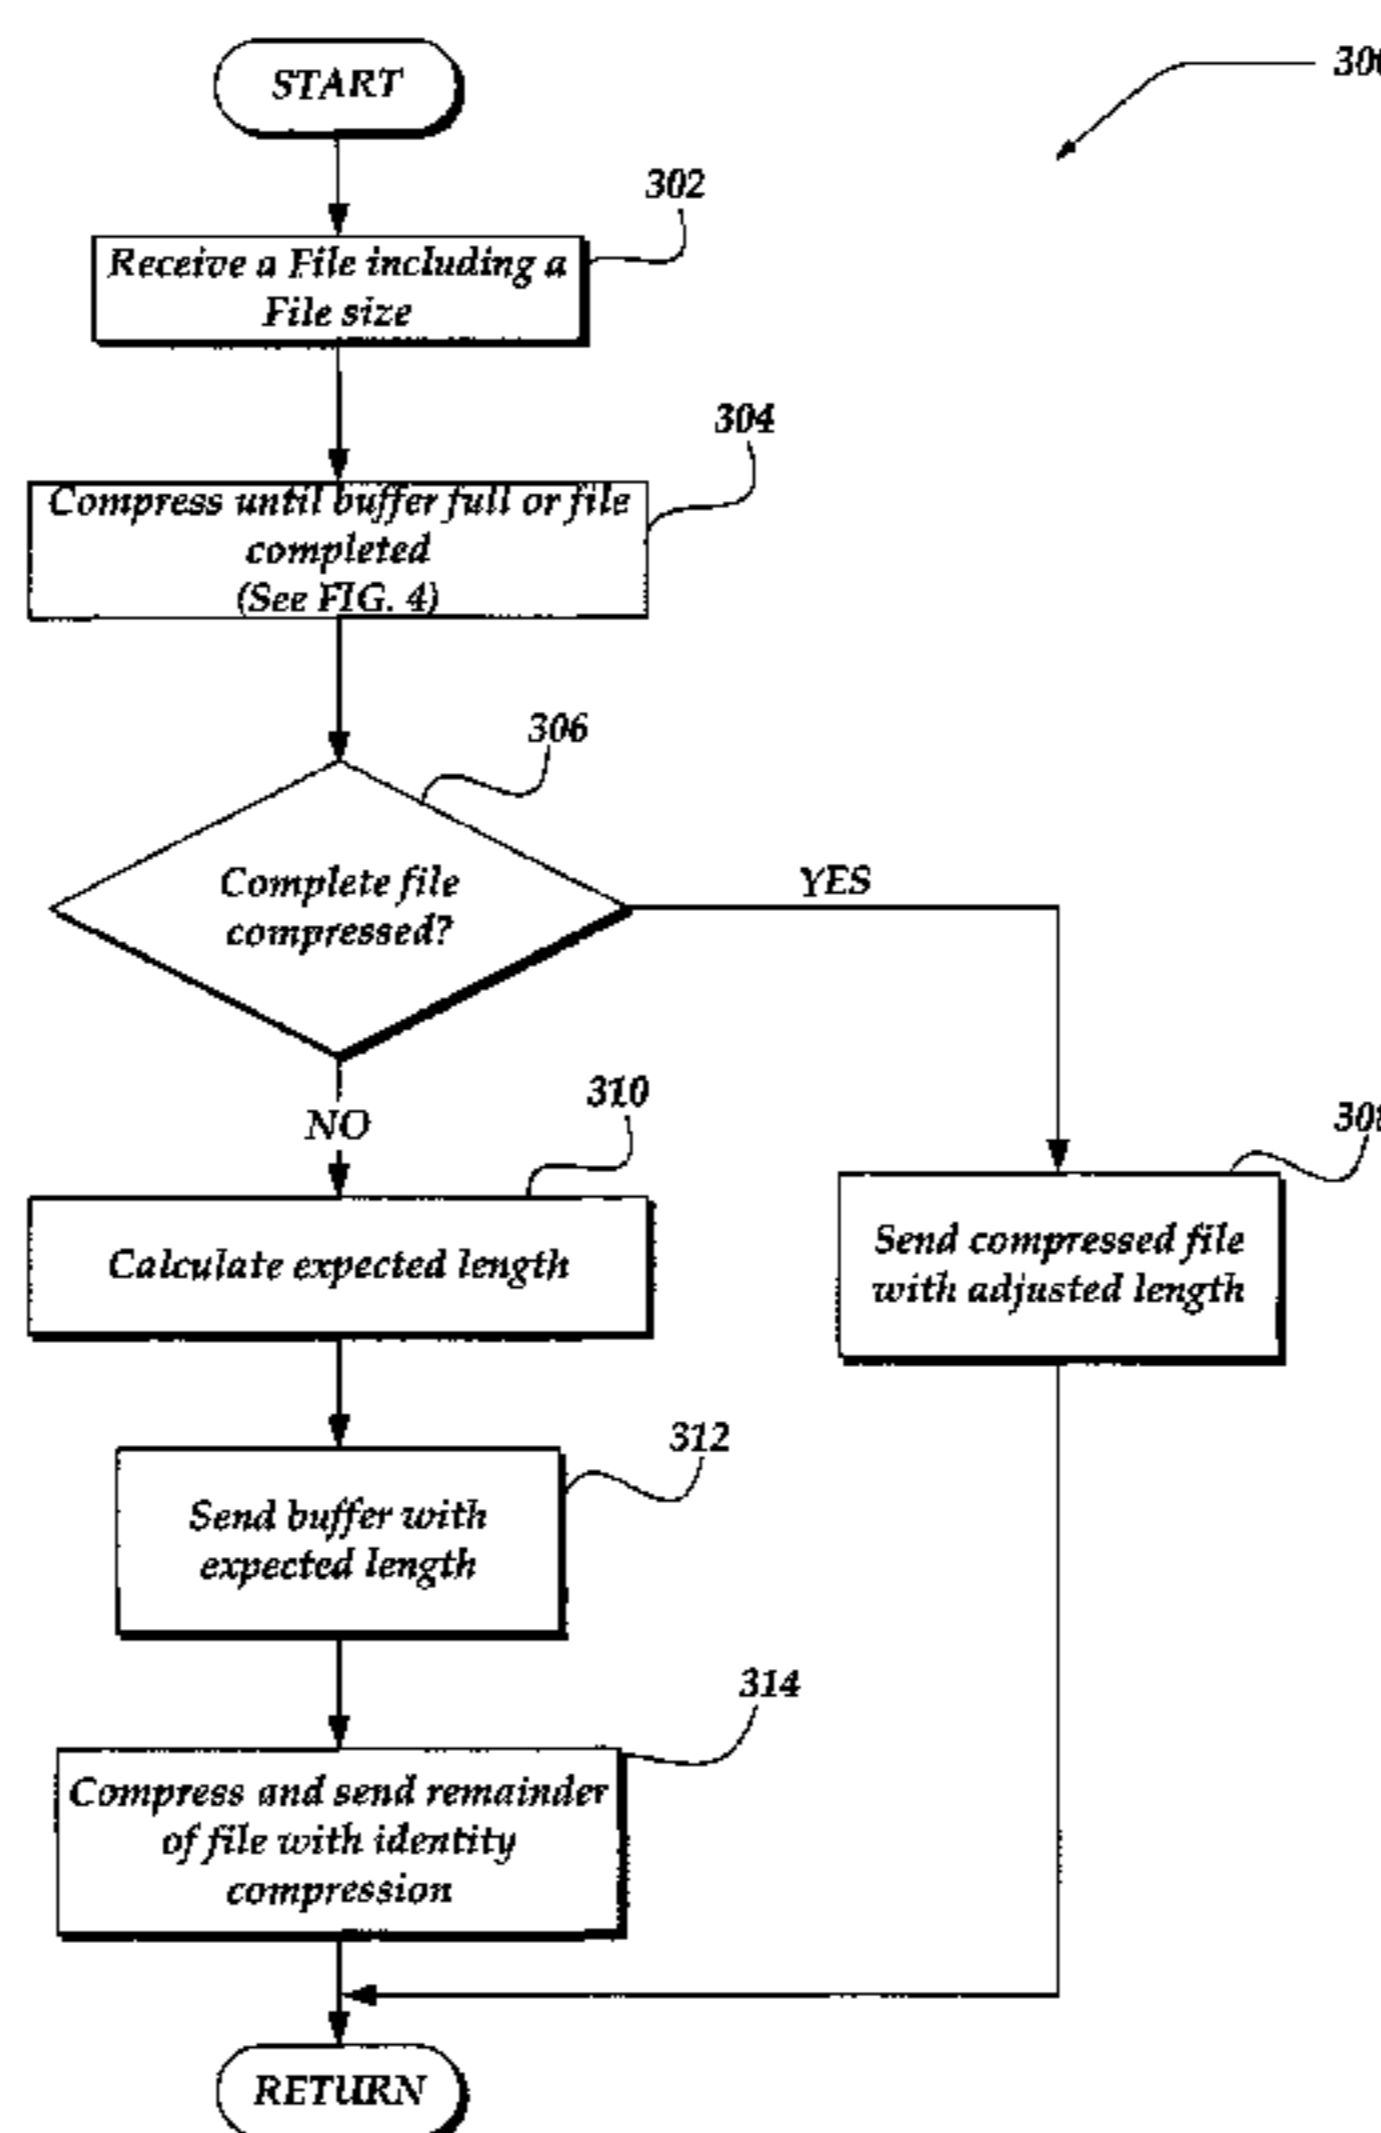 START
300
302
Receive a File including a
File size
304
Compress until buffer full or file
completed
(See FIG. 4)
306
Complete file
compressed?
YES
NO
310
308
Calculate expected length
Send compressed file
with adjusted length
312
Send buffer with
expected length
314
Compress and send remainder
of file with identity
compression
RETURN